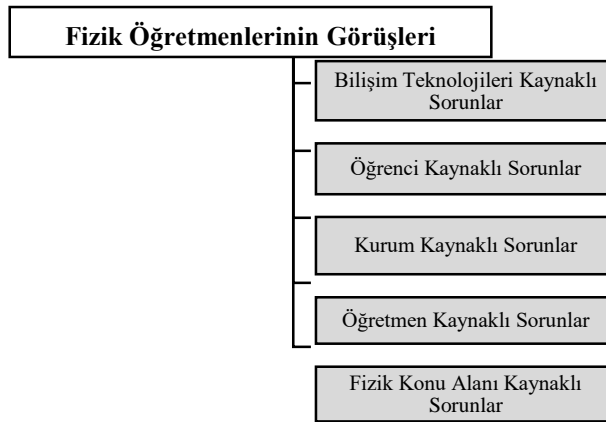 Fizik Öğretmenlerinin Görüşleri
Bilişim Teknolojileri Kaynaklı
Sorunlar
Öğrenci Kaynaklı Sorunlar
Kurum Kaynaklı Sorunlar
Öğretmen Kaynaklı Sorunlar
Fizik Konu Alanı Kaynaklı
Sorunlar